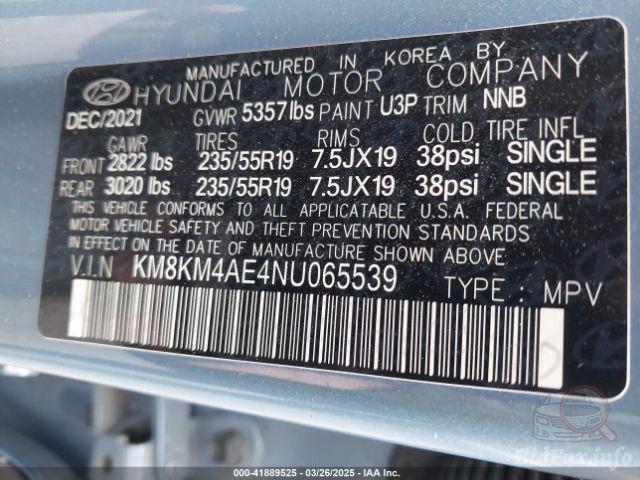 MANUFACTURED IN KOREA BY
HYUNDAI MOTOR COMPANY
DEC/2021 GVWR 5357lbs PAINT U3P TRIM NNB
GAWR TIRES RIMS COLD TIRE INFL
FRONT 2822 lbs 235/55R19 7.5JX19 38psi SINGLE
REAR 3020 lbs 235/55R19 7.5JX19 38psi SINGLE
THIS VEHICLE CONFORMS TO ALL APPLICABLE U.S.A. FEDERAL
MOTOR VEHICLE SAFETY AND THEFT PREVENTION STANDARDS
IN EFFECT ON THE DATE OF MANUFACTURE SHOWN ABOVE
V.I.N KM8KM4AE4NU065539 TYPE : MPV
BidFax.info
000-41889525 - 03/26/2025 - IAA Inc.